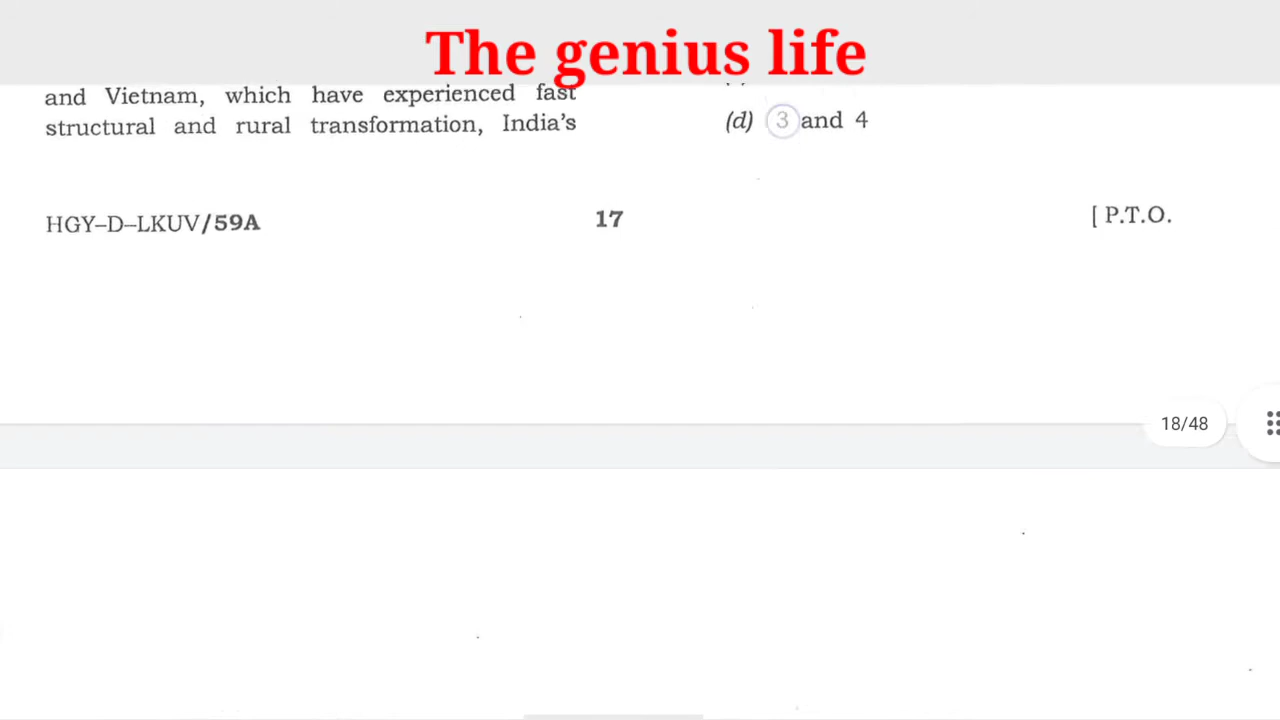 The genius life
and Vietnam, which have experienced fast
structural and rural transformation, India's
(d) 3 and 4
HGY–D–LKUV/59A
17
[ P.T.O.
18/48